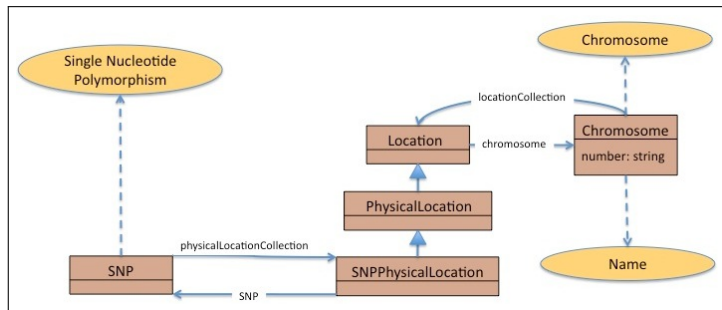 Single Nucleotide
Polymorphism
Chromosome
locationCollection
Location
chromosome
Chromosome
number: string
PhysicalLocation
physicalLocationCollection
SNP
SNPPhysicalLocation
SNP
Name